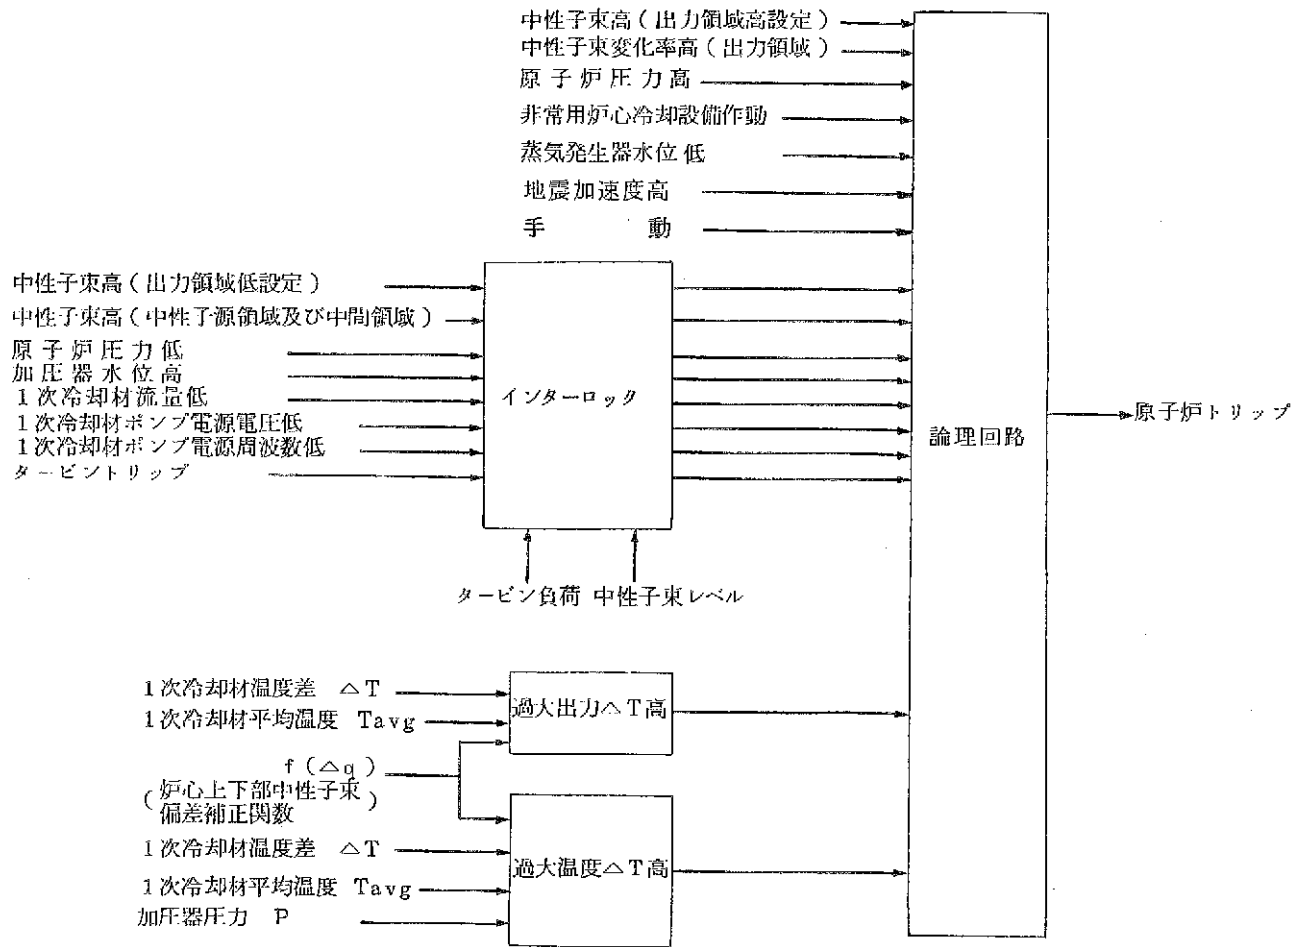 中性子束高（出力領域高設定）
中性子束変化率高（出力領域）
原子炉圧力高
非常用炉心冷却設備作動
蒸気発生器水位低
地震加速度高
手動
中性子束高（出力領域低設定）
中性子束高（中性子源領域及び中間領域）
原子炉圧力低
加圧器水位高
1次冷却材流量低
1次冷却材ポンプ電源電圧低
1次冷却材ポンプ電源周波数低
タービントリップ
インターロック
論理回路
原子炉トリップ
タービン負荷 中性子束レベル
1次冷却材温度差 △T
1次冷却材平均温度 Tavg
過大出力△T高
f（△q）
（炉心上下部中性子束
偏差補正関数）
1次冷却材温度差 △T
1次冷却材平均温度 Tavg
加圧器圧力 P
過大温度△T高